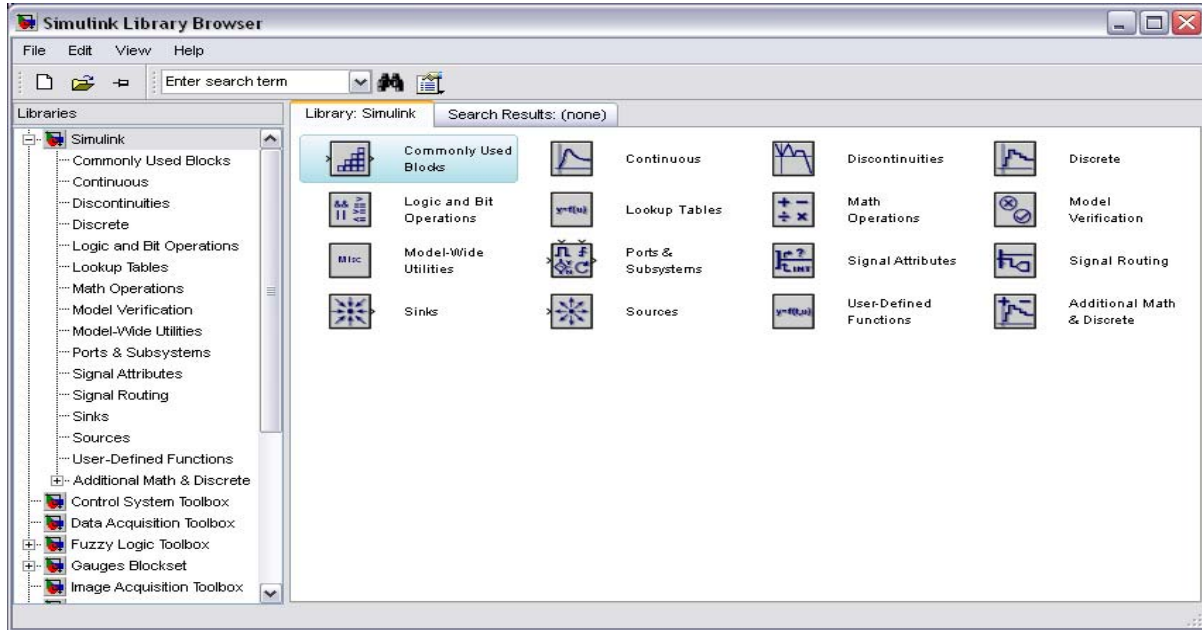 Simulink Library Browser
File Edit View Help
Enter search term
Libraries
Simulink
Commonly Used Blocks
Continuous
Discontinuities
Discrete
Logic and Bit Operations
Lookup Tables
Math Operations
Model Verification
Model-Wide Utilities
Ports & Subsystems
Signal Attributes
Signal Routing
Sinks
Sources
User-Defined Functions
Additional Math & Discrete
Control System Toolbox
Data Acquisition Toolbox
Fuzzy Logic Toolbox
Gauges Blockset
Image Acquisition Toolbox
Library: Simulink Search Results: (none)
Commonly Used
Blocks
Continuous
Discontinuities
Discrete
Logic and Bit
Operations
y=f(u)
Lookup Tables
Math
Operations
Model
Verification
Misc
Model-Wide
Utilities
Ports &
Subsystems
Signal Attributes
Signal Routing
Sinks
Sources
y=f(t,u)
User-Defined
Functions
Additional Math
& Discrete